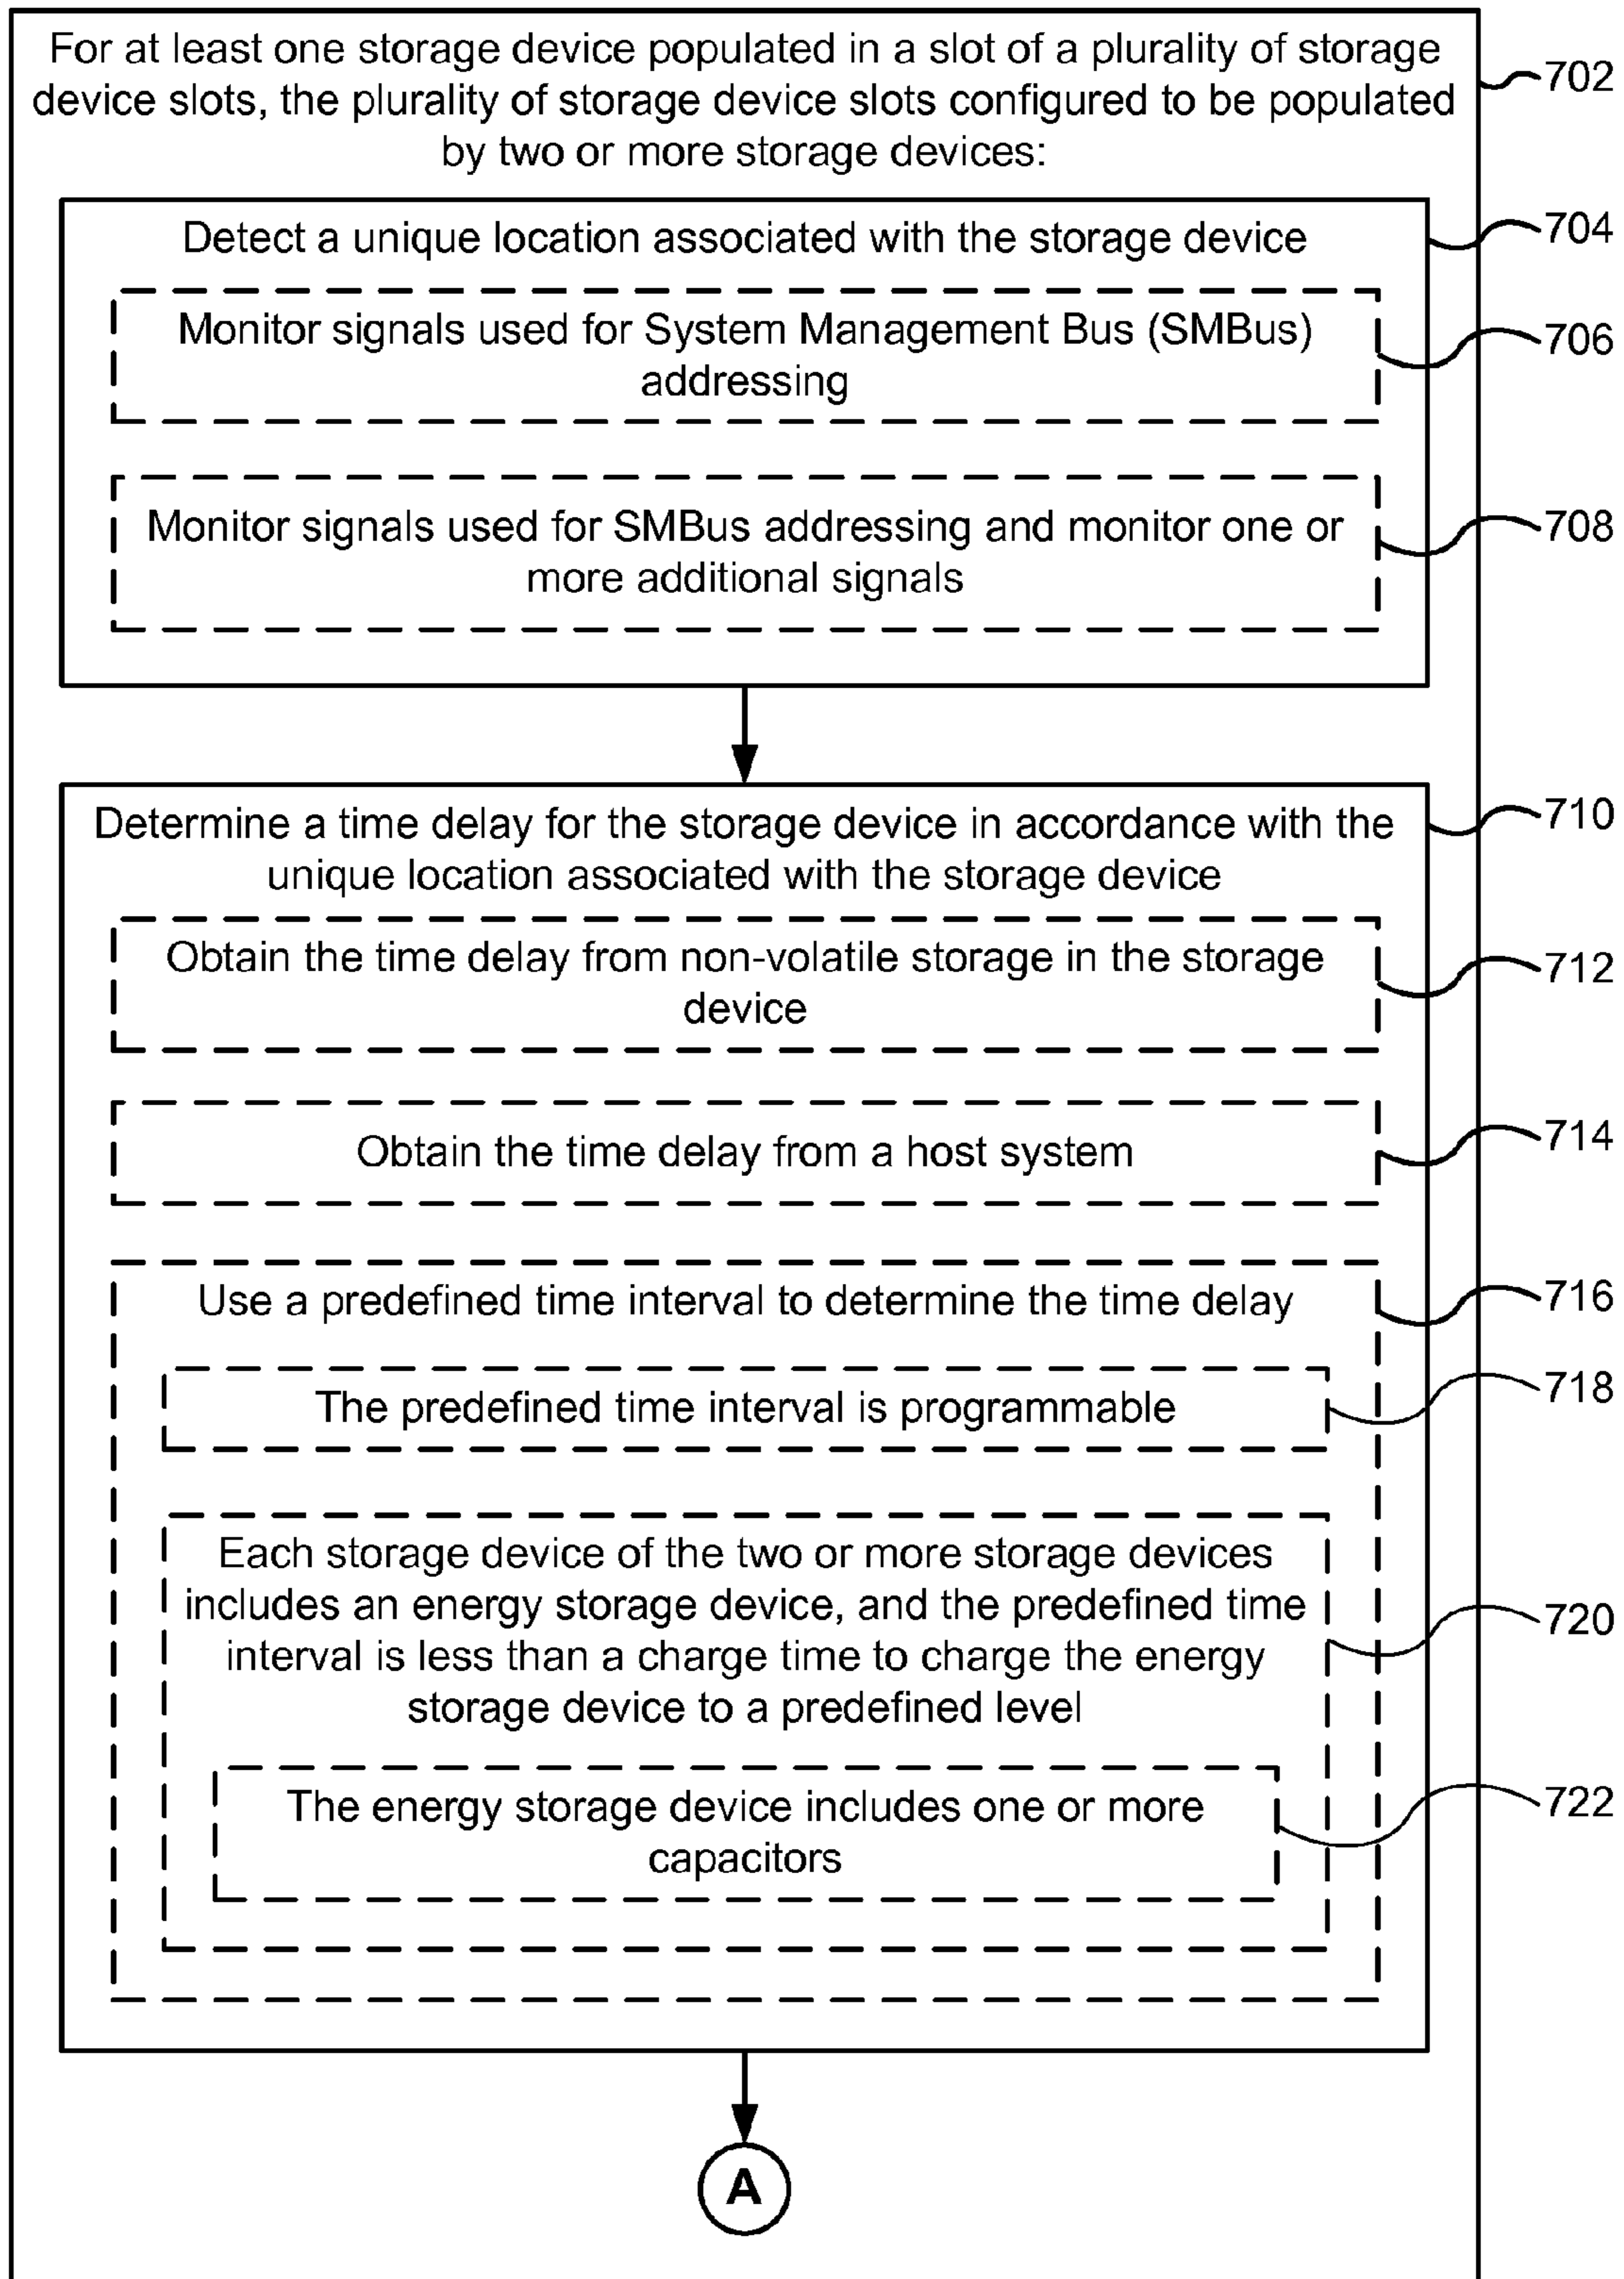 For at least one storage device populated in a slot of a plurality of storage
device slots, the plurality of storage device slots configured to be populated
by two or more storage devices:
702
Detect a unique location associated with the storage device
704
Monitor signals used for System Management Bus (SMBus)
addressing
706
Monitor signals used for SMBus addressing and monitor one or
more additional signals
708
Determine a time delay for the storage device in accordance with the
unique location associated with the storage device
710
Obtain the time delay from non-volatile storage in the storage
device
712
Obtain the time delay from a host system
714
Use a predefined time interval to determine the time delay
716
The predefined time interval is programmable
718
Each storage device of the two or more storage devices
includes an energy storage device, and the predefined time
interval is less than a charge time to charge the energy
storage device to a predefined level
720
The energy storage device includes one or more
capacitors
722
A